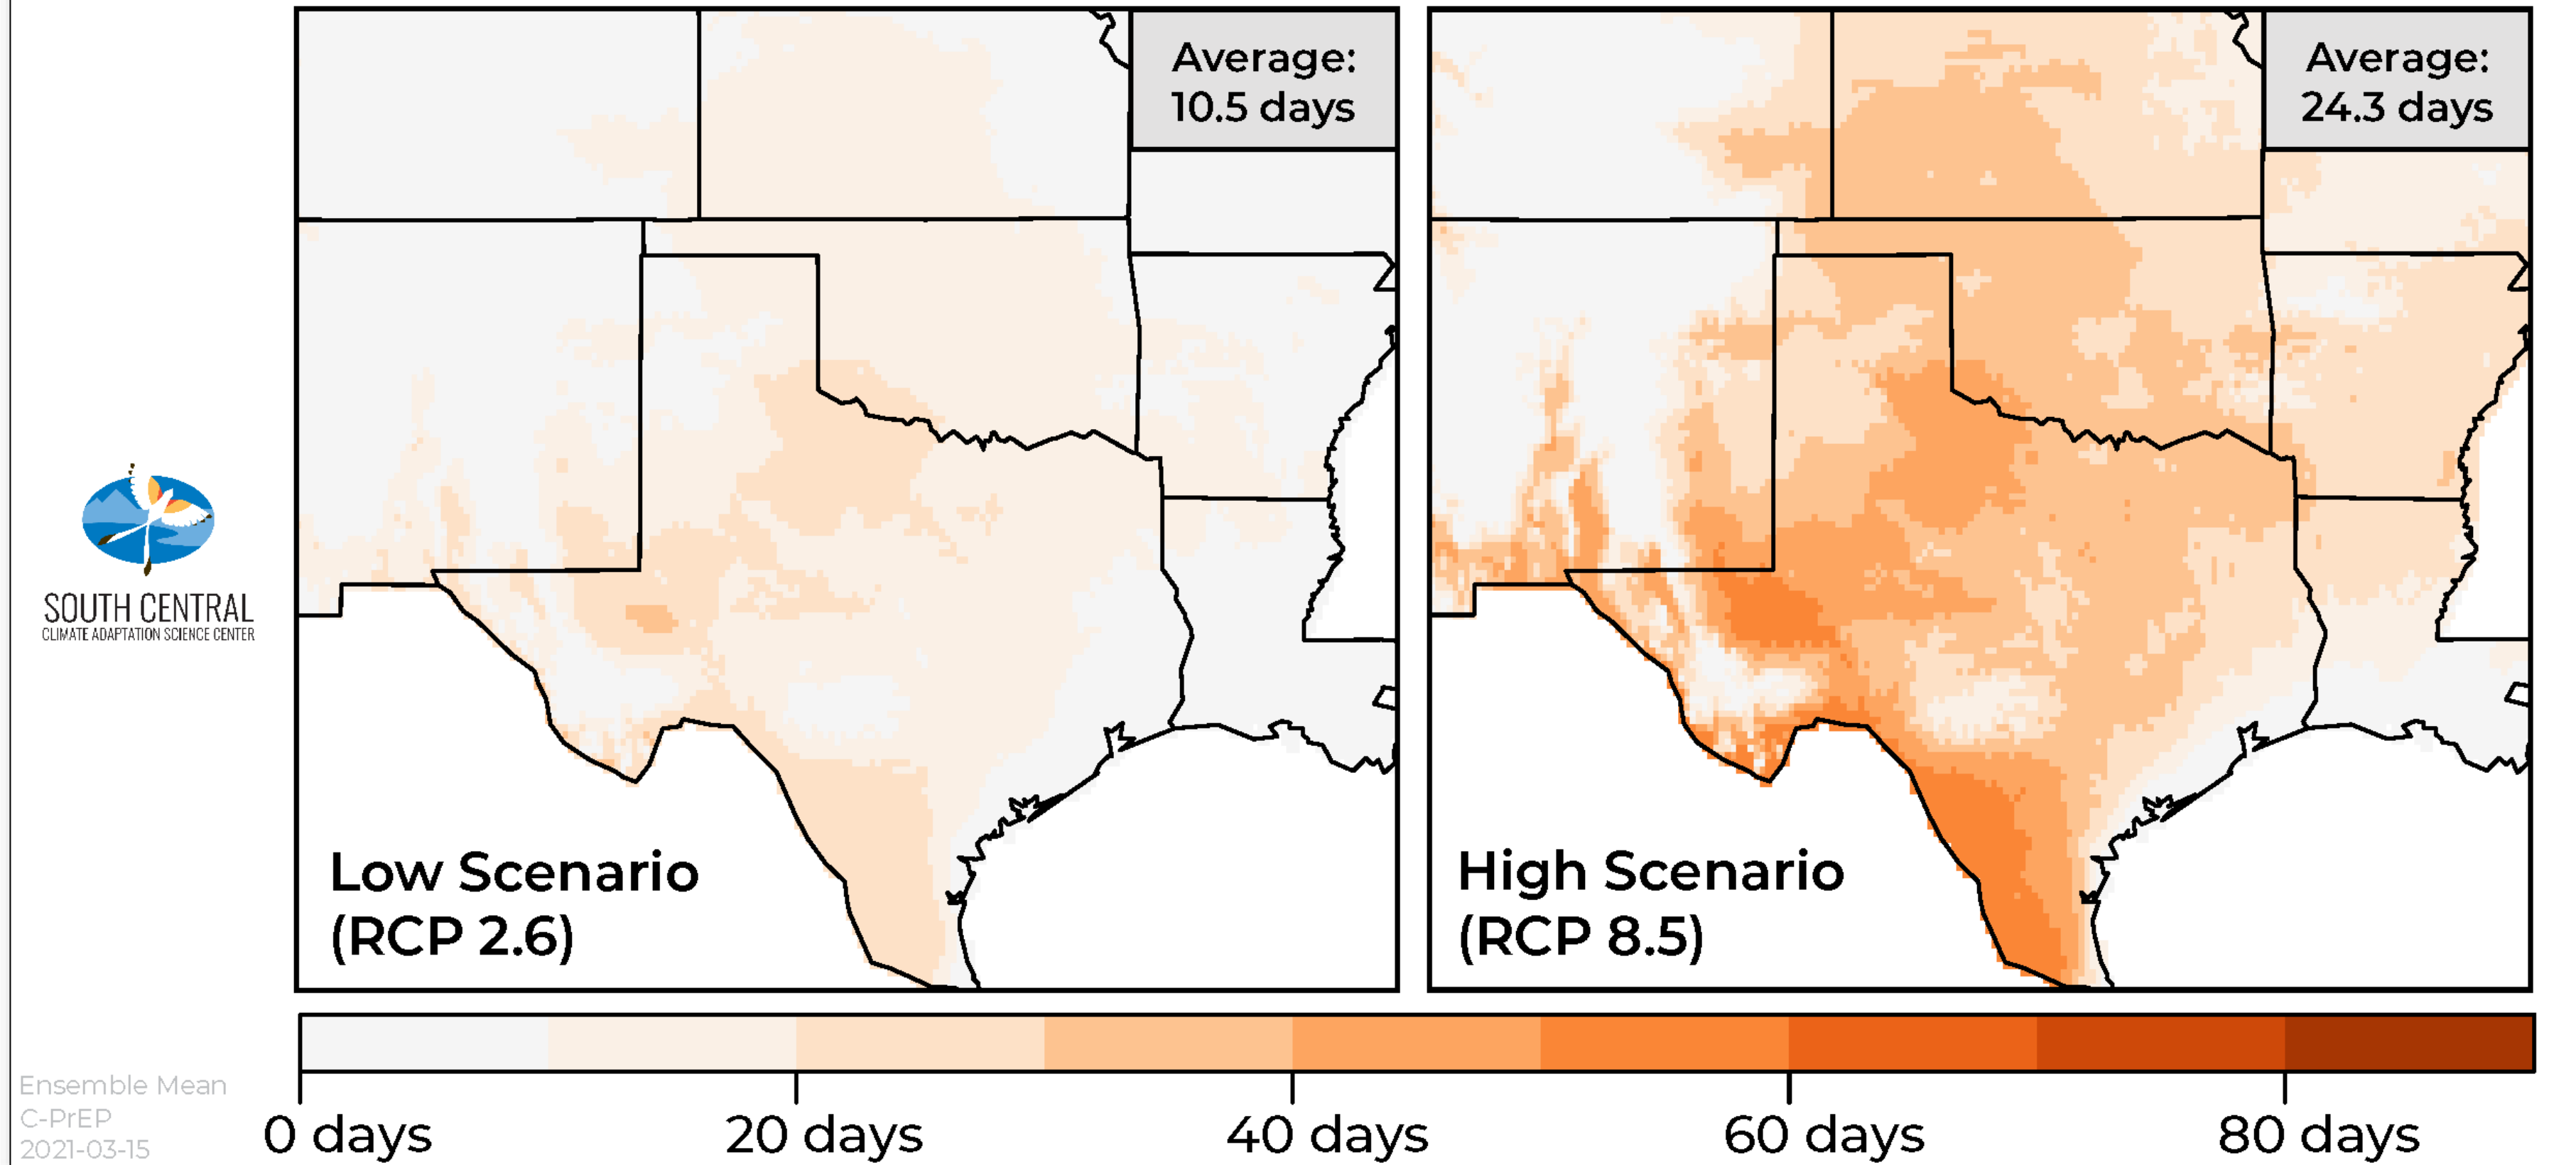 Average:
10.5 days
Average:
24.3 days
SOUTH CENTRAL
CLIMATE ADAPTATION SCIENCE CENTER
Low Scenario
(RCP 2.6)
High Scenario
(RCP 8.5)
Ensemble Mean
C-PrEP
2021-03-15
0 days
20 days
40 days
60 days
80 days